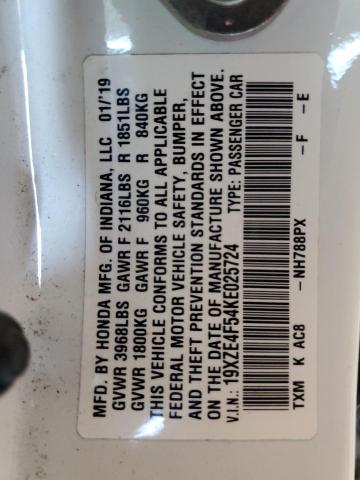 MFD. BY HONDA MFG. OF INDIANA, LLC 01/'19
GVWR 3968LBS GAWR F 2116LBS R 1851LBS
GVWR 1800KG GAWR F 960KG R 840KG
THIS VEHICLE CONFORMS TO ALL APPLICABLE
FEDERAL MOTOR VEHICLE SAFETY, BUMPER,
AND THEFT PREVENTION STANDARDS IN EFFECT
ON THE DATE OF MANUFACTURE SHOWN ABOVE.
V.I.N.: 19XZE4F54KE025724 TYPE: PASSENGER CAR
TXM K AC8 -NH788PX -F -E